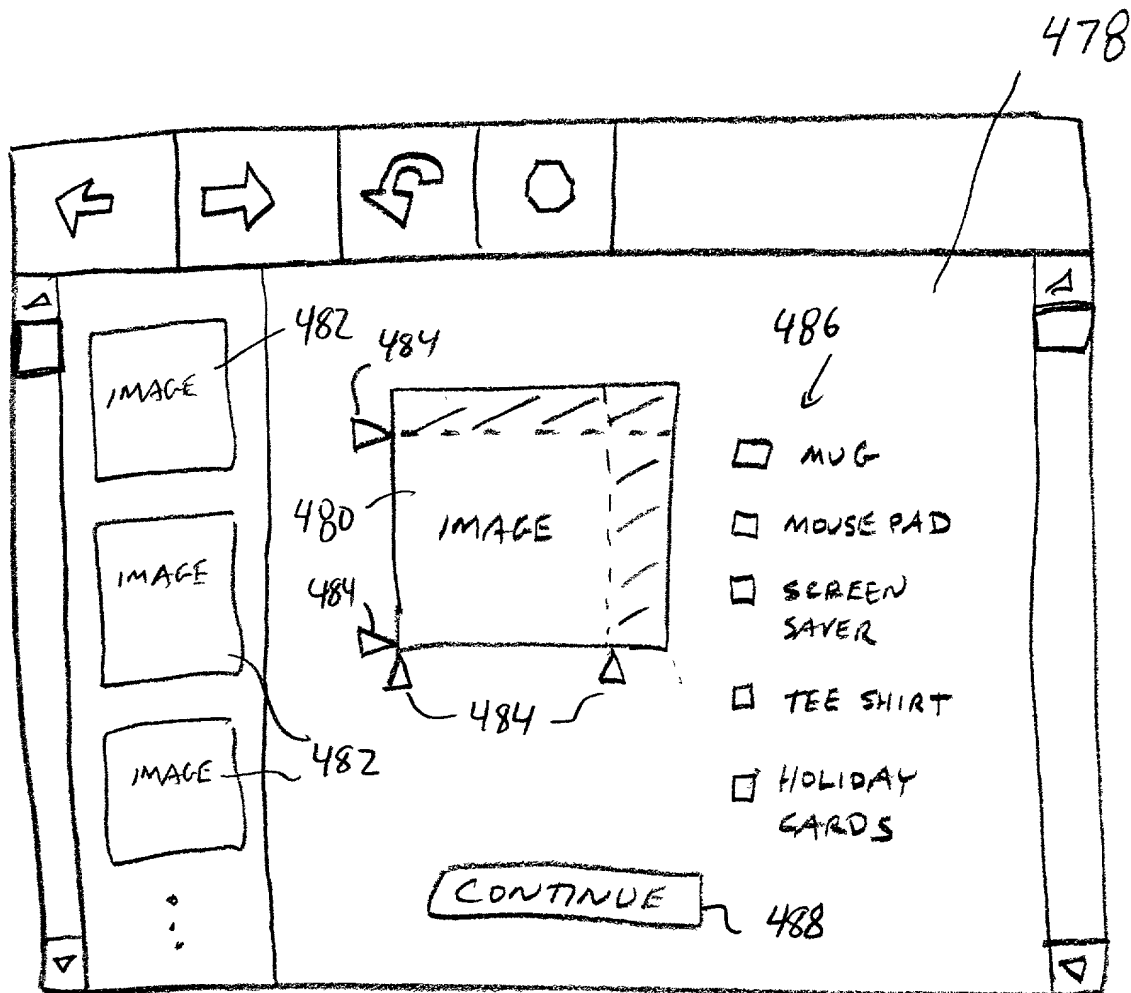 478
482
484
486
IMAGE
MUG
480
IMAGE
MOUSE PAD
IMAGE
484
SCREEN
SAVER
484
TEE SHIRT
482
IMAGE
HOLIDAY
CARDS
CONTINUE
488